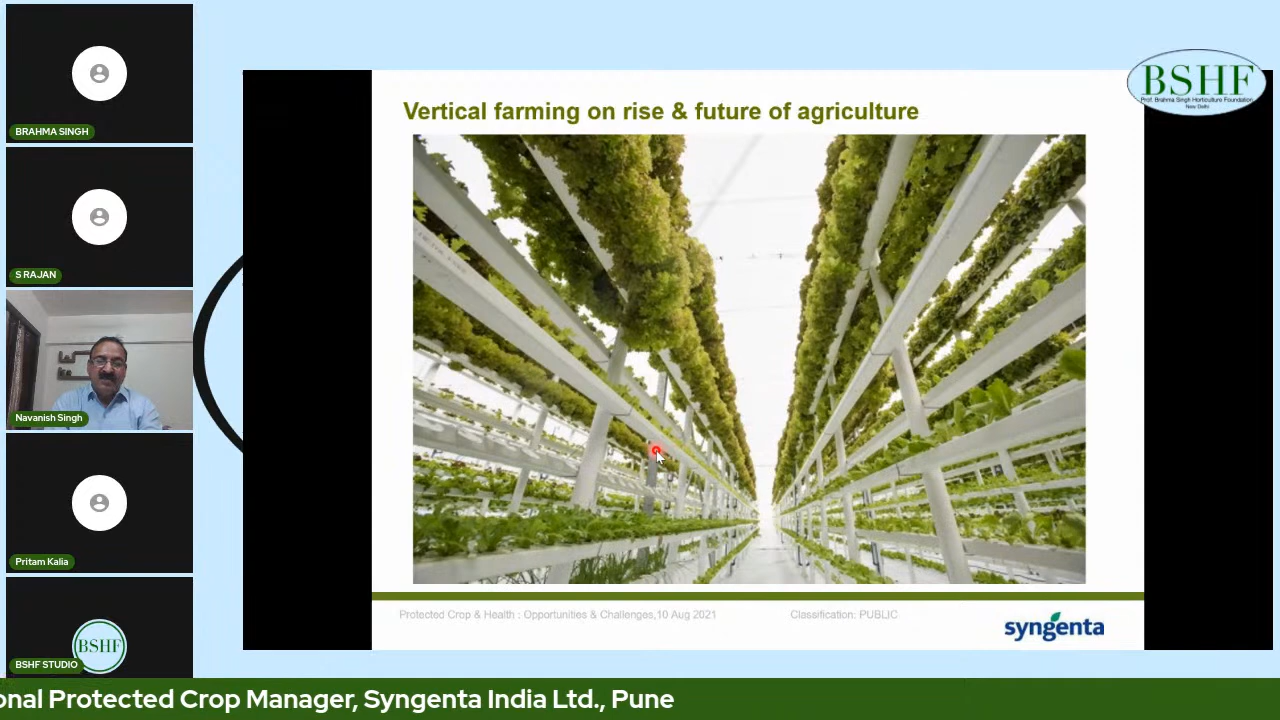 BRAHMA SINGH
S RAJAN
Navanish Singh
Pritam Kalia
BSHF
BSHF STUDIO
BSHF
Prof. Brahma Singh Horticulture Foundation
New Delhi
Vertical farming on rise & future of agriculture
Protected Crop & Health : Opportunities & Challenges,10 Aug 2021
Classification: PUBLIC
syngenta
onal Protected Crop Manager, Syngenta India Ltd., Pune